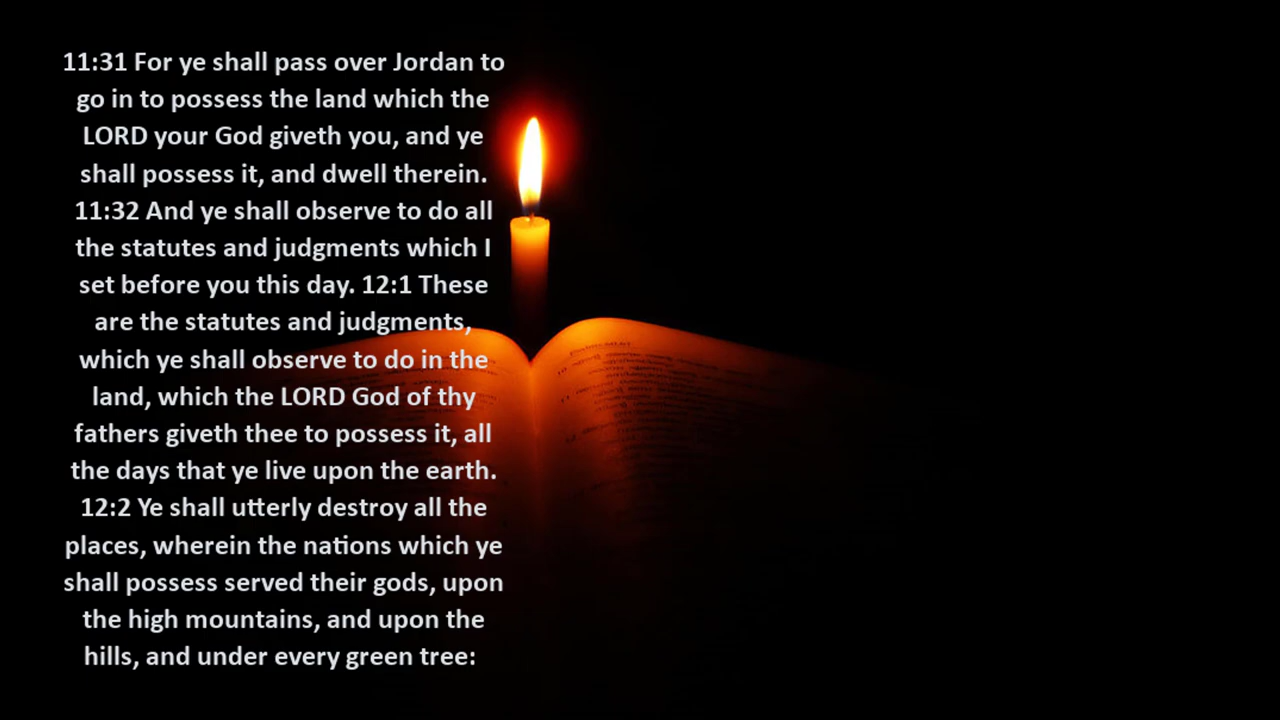 11:31 For ye shall pass over Jordan to
go in to possess the land which the
LORD your God giveth you, and ye
shall possess it, and dwell therein.
11:32 And ye shall observe to do all
the statutes and judgments which I
set before you this day. 12:1 These
are the statutes and judgments,
which ye shall observe to do in the
land, which the LORD God of thy
fathers giveth thee to possess it, all
the days that ye live upon the earth.
12:2 Ye shall utterly destroy all the
places, wherein the nations which ye
shall possess served their gods, upon
the high mountains, and upon the
hills, and under every green tree: